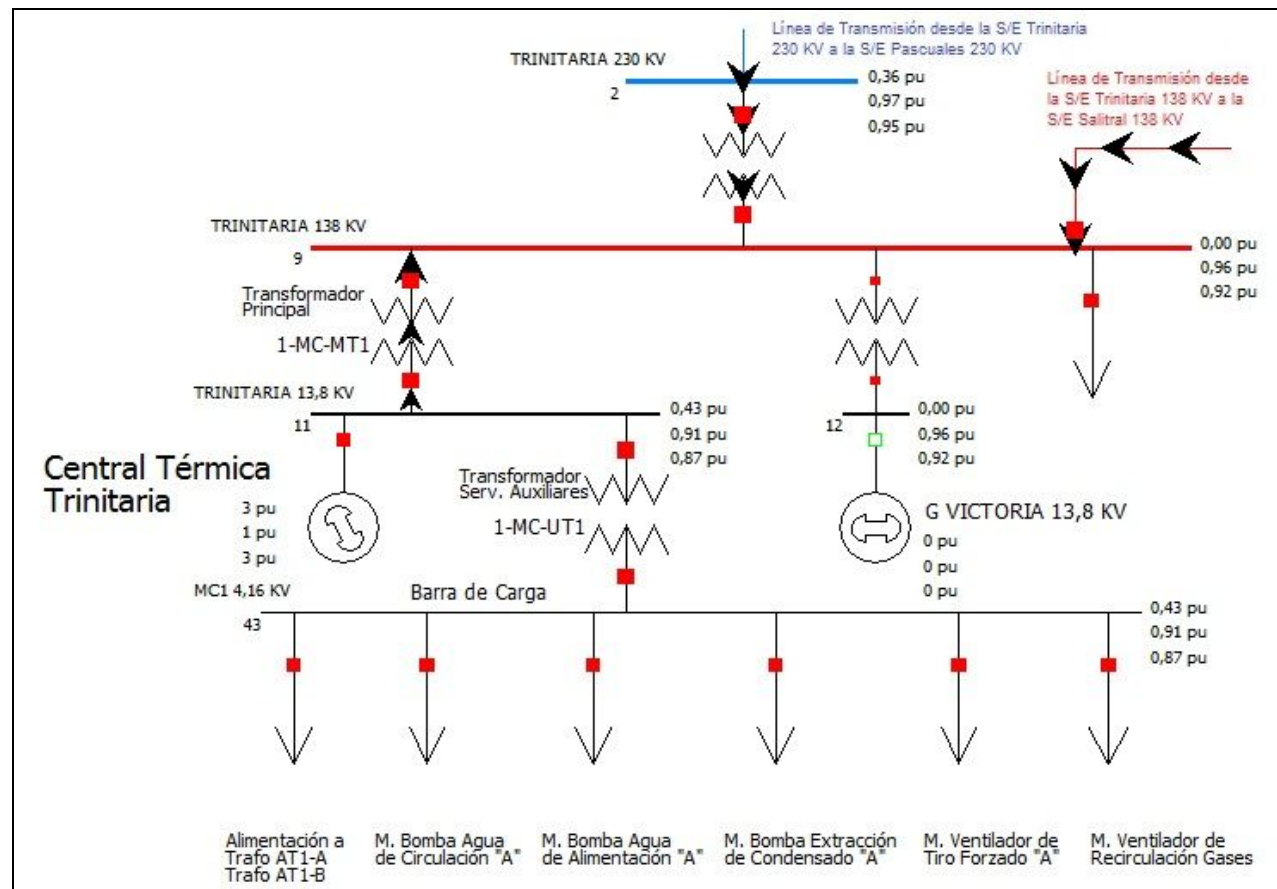 Línea de Transmisión desde la S/E Trinitaria
230 KV a la S/E Pascuales 230 KV
TRINITARIA 230 KV
2
0,36 pu
0,97 pu
0,95 pu
Línea de Transmisión desde
la S/E Trinitaria 138 KV a la
S/E Salitral 138 KV
TRINITARIA 138 KV
9
0,00 pu
0,96 pu
0,92 pu
Transformador
Principal
1-MC-MT1
TRINITARIA 13,8 KV
11
0,43 pu
0,91 pu
0,87 pu
12
0,00 pu
0,96 pu
0,92 pu
Central Térmica
Trinitaria
3 pu
1 pu
3 pu
Transformador
Serv. Auxiliares
1-MC-UT1
G VICTORIA 13,8 KV
0 pu
0 pu
0 pu
MC1 4,16 KV
43
Barra de Carga
0,43 pu
0,91 pu
0,87 pu
Alimentación a
Trafo AT1-A
Trafo AT1-B
M. Bomba Agua
de Circulación "A"
M. Bomba Agua
de Alimentación "A"
M. Bomba Extracción
de Condensado "A"
M. Ventilador de
Tiro Forzado "A"
M. Ventilador de
Recirculación Gases